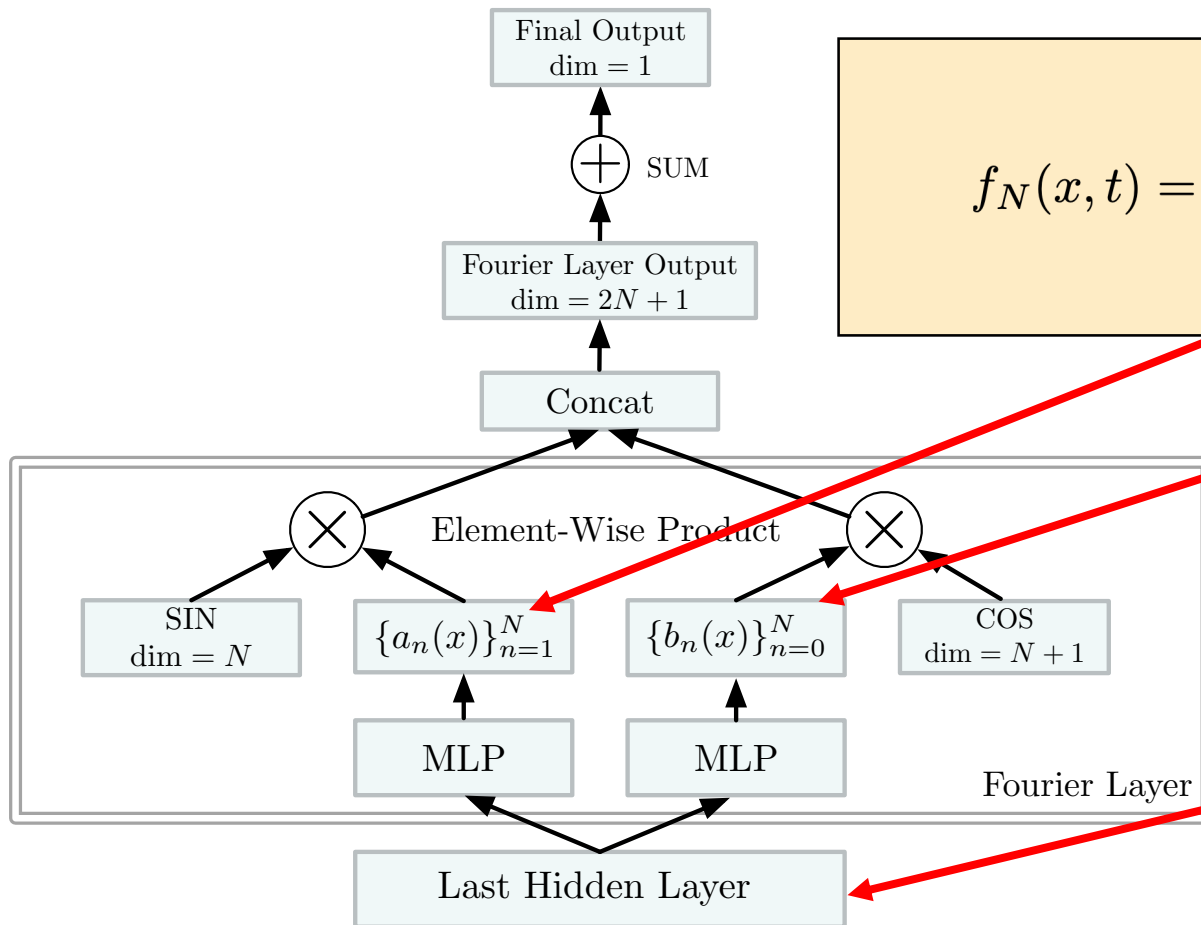 Final Output
dim = 1
SUM
f_N(x, t) =
Fourier Layer Output
dim = 2N + 1
Concat
Element-Wise Product
SIN
dim = N
{a_n(x)}_{n=1}^N
{b_n(x)}_{n=0}^N
COS
dim = N + 1
MLP
MLP
Fourier Layer
Last Hidden Layer